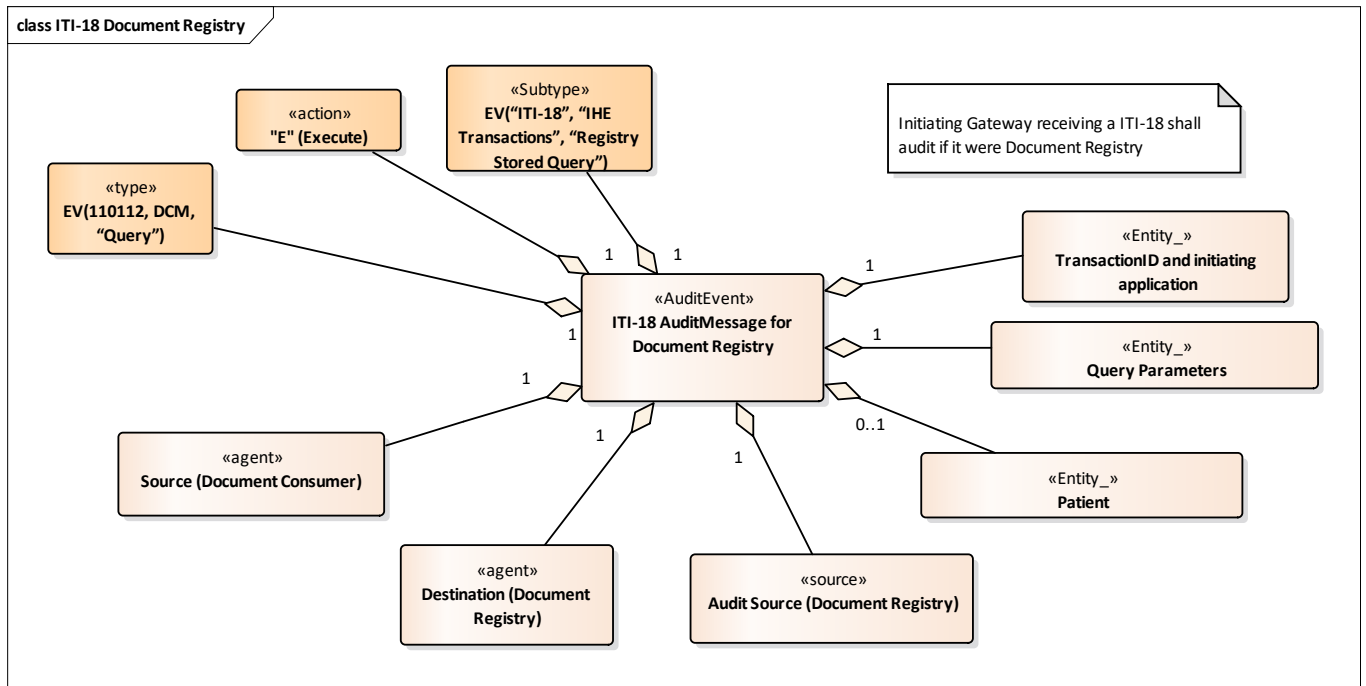 class ITI-18 Document Registry
«Subtype»
EV(“ITI-18”, “IHE
Transactions”, “Registry
Stored Query”)
«action»
"E" (Execute)
Initiating Gateway receiving a ITI-18 shall
audit if it were Document Registry
«type»
EV(110112, DCM,
“Query”)
«Entity_»
TransactionID and initiating
application
1
1
1
1
«AuditEvent»
ITI-18 AuditMessage for
Document Registry
1
1
«Entity_»
Query Parameters
1
0..1
1
1
«agent»
Source (Document Consumer)
«Entity_»
Patient
«agent»
Destination (Document
Registry)
«source»
Audit Source (Document Registry)